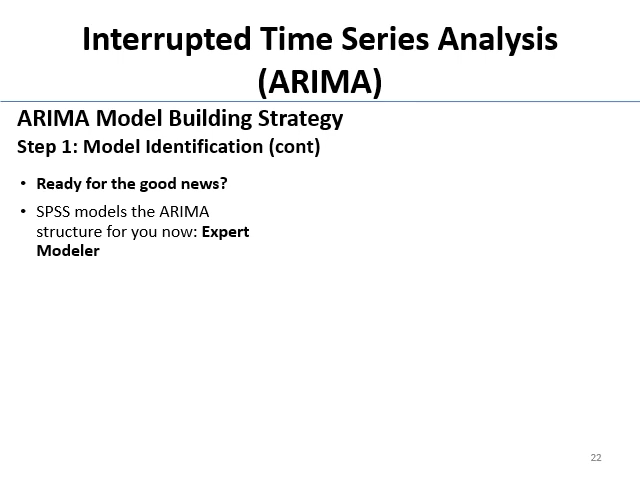 Interrupted Time Series Analysis
(ARIMA)
ARIMA Model Building Strategy
Step 1: Model Identification (cont)
• Ready for the good news?
• SPSS models the ARIMA
structure for you now: Expert
Modeler
22